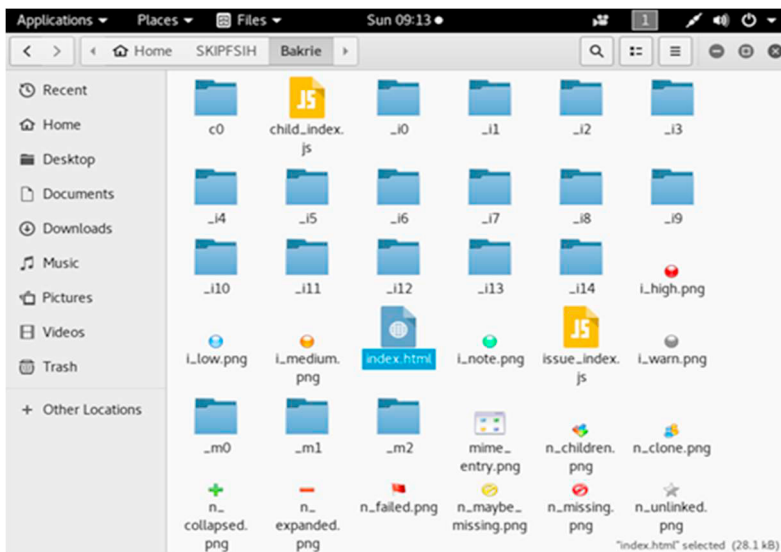 Applications Places Files Sun 09:13 1
Home SKIPFSIH Bakrie
Recent
Home
Desktop
Documents
Downloads
Music
Pictures
Videos
Trash
+ Other Locations
c0
child_index.
js
_i0
_i1
_i2
_i3
_i4
_i5
_i6
_i7
_i8
_i9
_i10
_i11
_i12
_i13
_i14
i_high.png
i_low.png
i_medium.
png
index.html
i_note.png
issue_index.
js
i_warn.png
_m0
_m1
_m2
mime_
entry.png
n_children.
png
n_clone.png
n_
collapsed.
png
n_
expanded.
png
n_failed.png
n_maybe_
missing.png
n_missing.
png
n_unlinked.
png
"index.html" selected (28.1 kB)
JS
JS